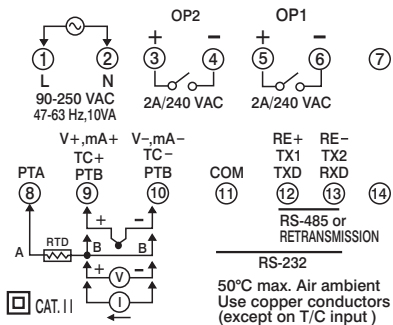 OP2 OP1
+ − + −
1 2 3 4 5 6 7
L N
90-250 VAC 2A/240 VAC 2A/240 VAC
47-63 Hz,10VA
V+,mA+ V−,mA− RE+ RE−
TC+ TC− TX1 TX2
PTA PTB PTB COM TXD RXD
8 9 10 11 12 13 14
+ −
RS-485 or
RETRANSMISSION
A RTD B B
RS-232
+ V −
I
CAT.II
50°C max. Air ambient
Use copper conductors
(except on T/C input )